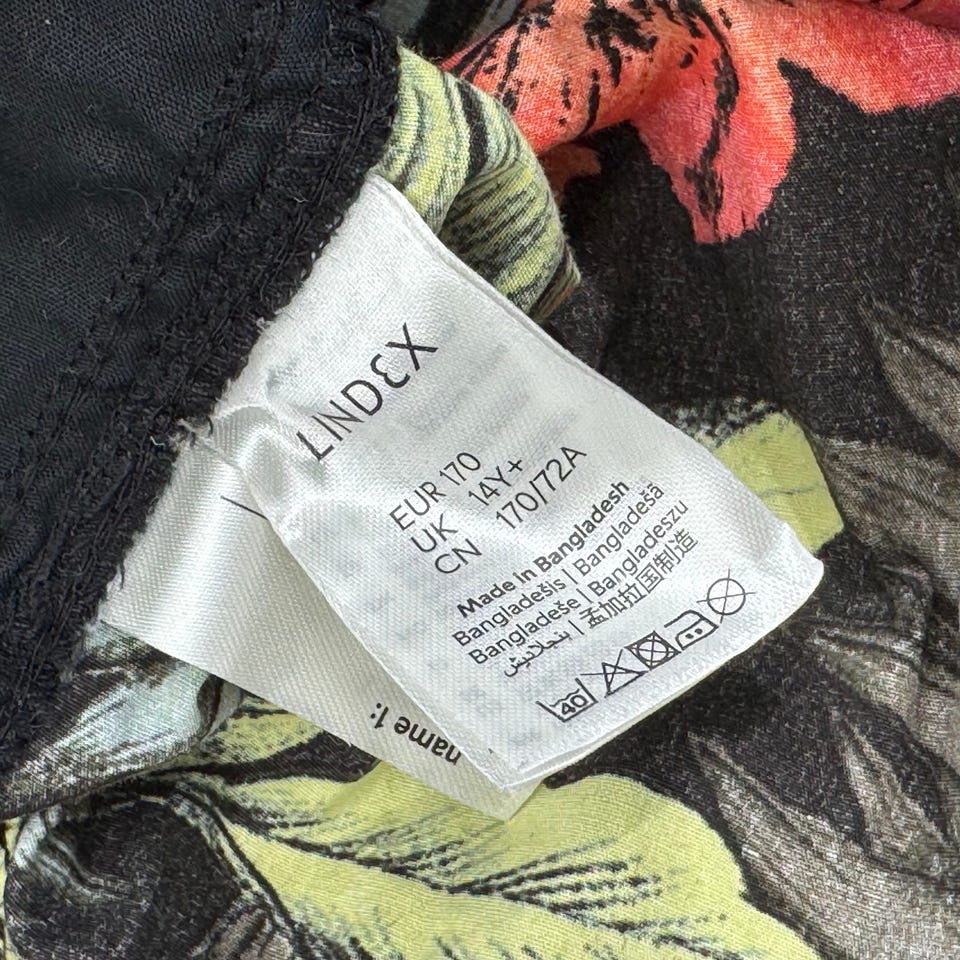 LINDEX
EUR 170
UK 14Y+
CN 170/72A
Made in Bangladesh
Bangladešis | Bangladešā
Bangladeše | Bangladeszu
بنجلاديش | 孟加拉国制造
40
name 1: